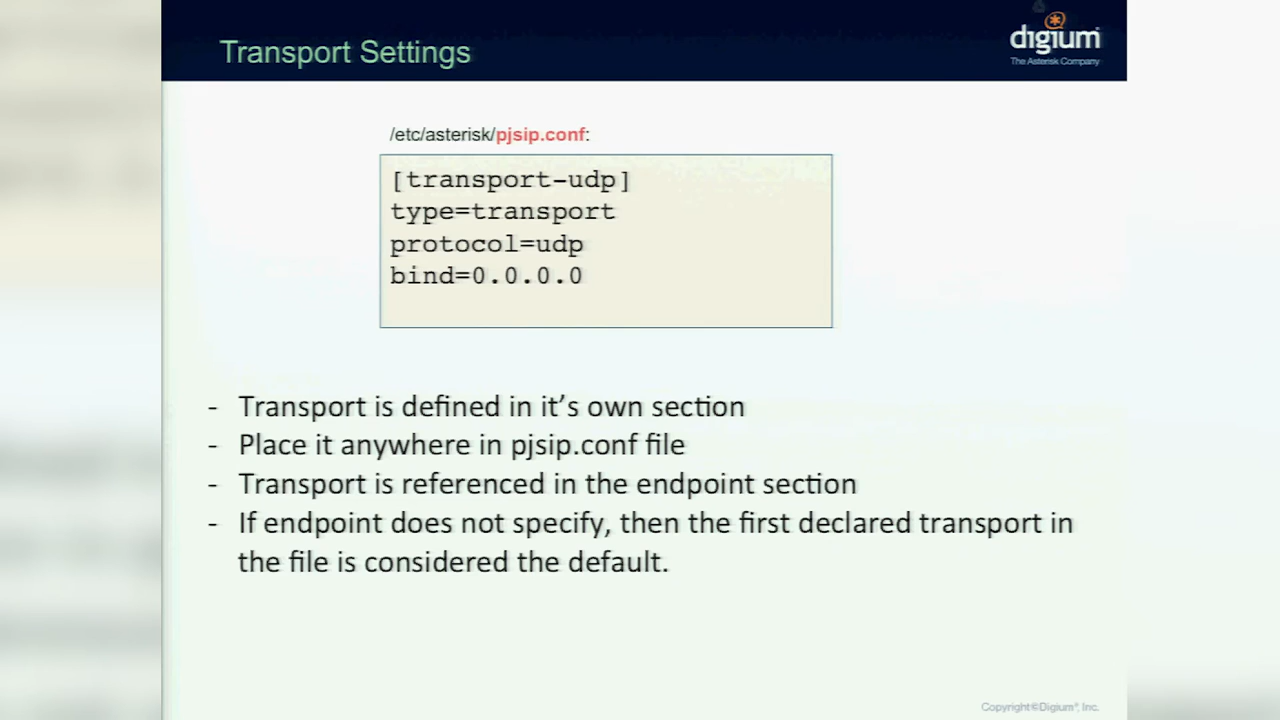 Transport Settings
digium
The Asterisk Company
/etc/asterisk/pjsip.conf:
[transport-udp]
type=transport
protocol=udp
bind=0.0.0.0
- Transport is defined in it’s own section
- Place it anywhere in pjsip.conf file
- Transport is referenced in the endpoint section
- If endpoint does not specify, then the first declared transport in
the file is considered the default.
Copyright©Digium®, Inc.